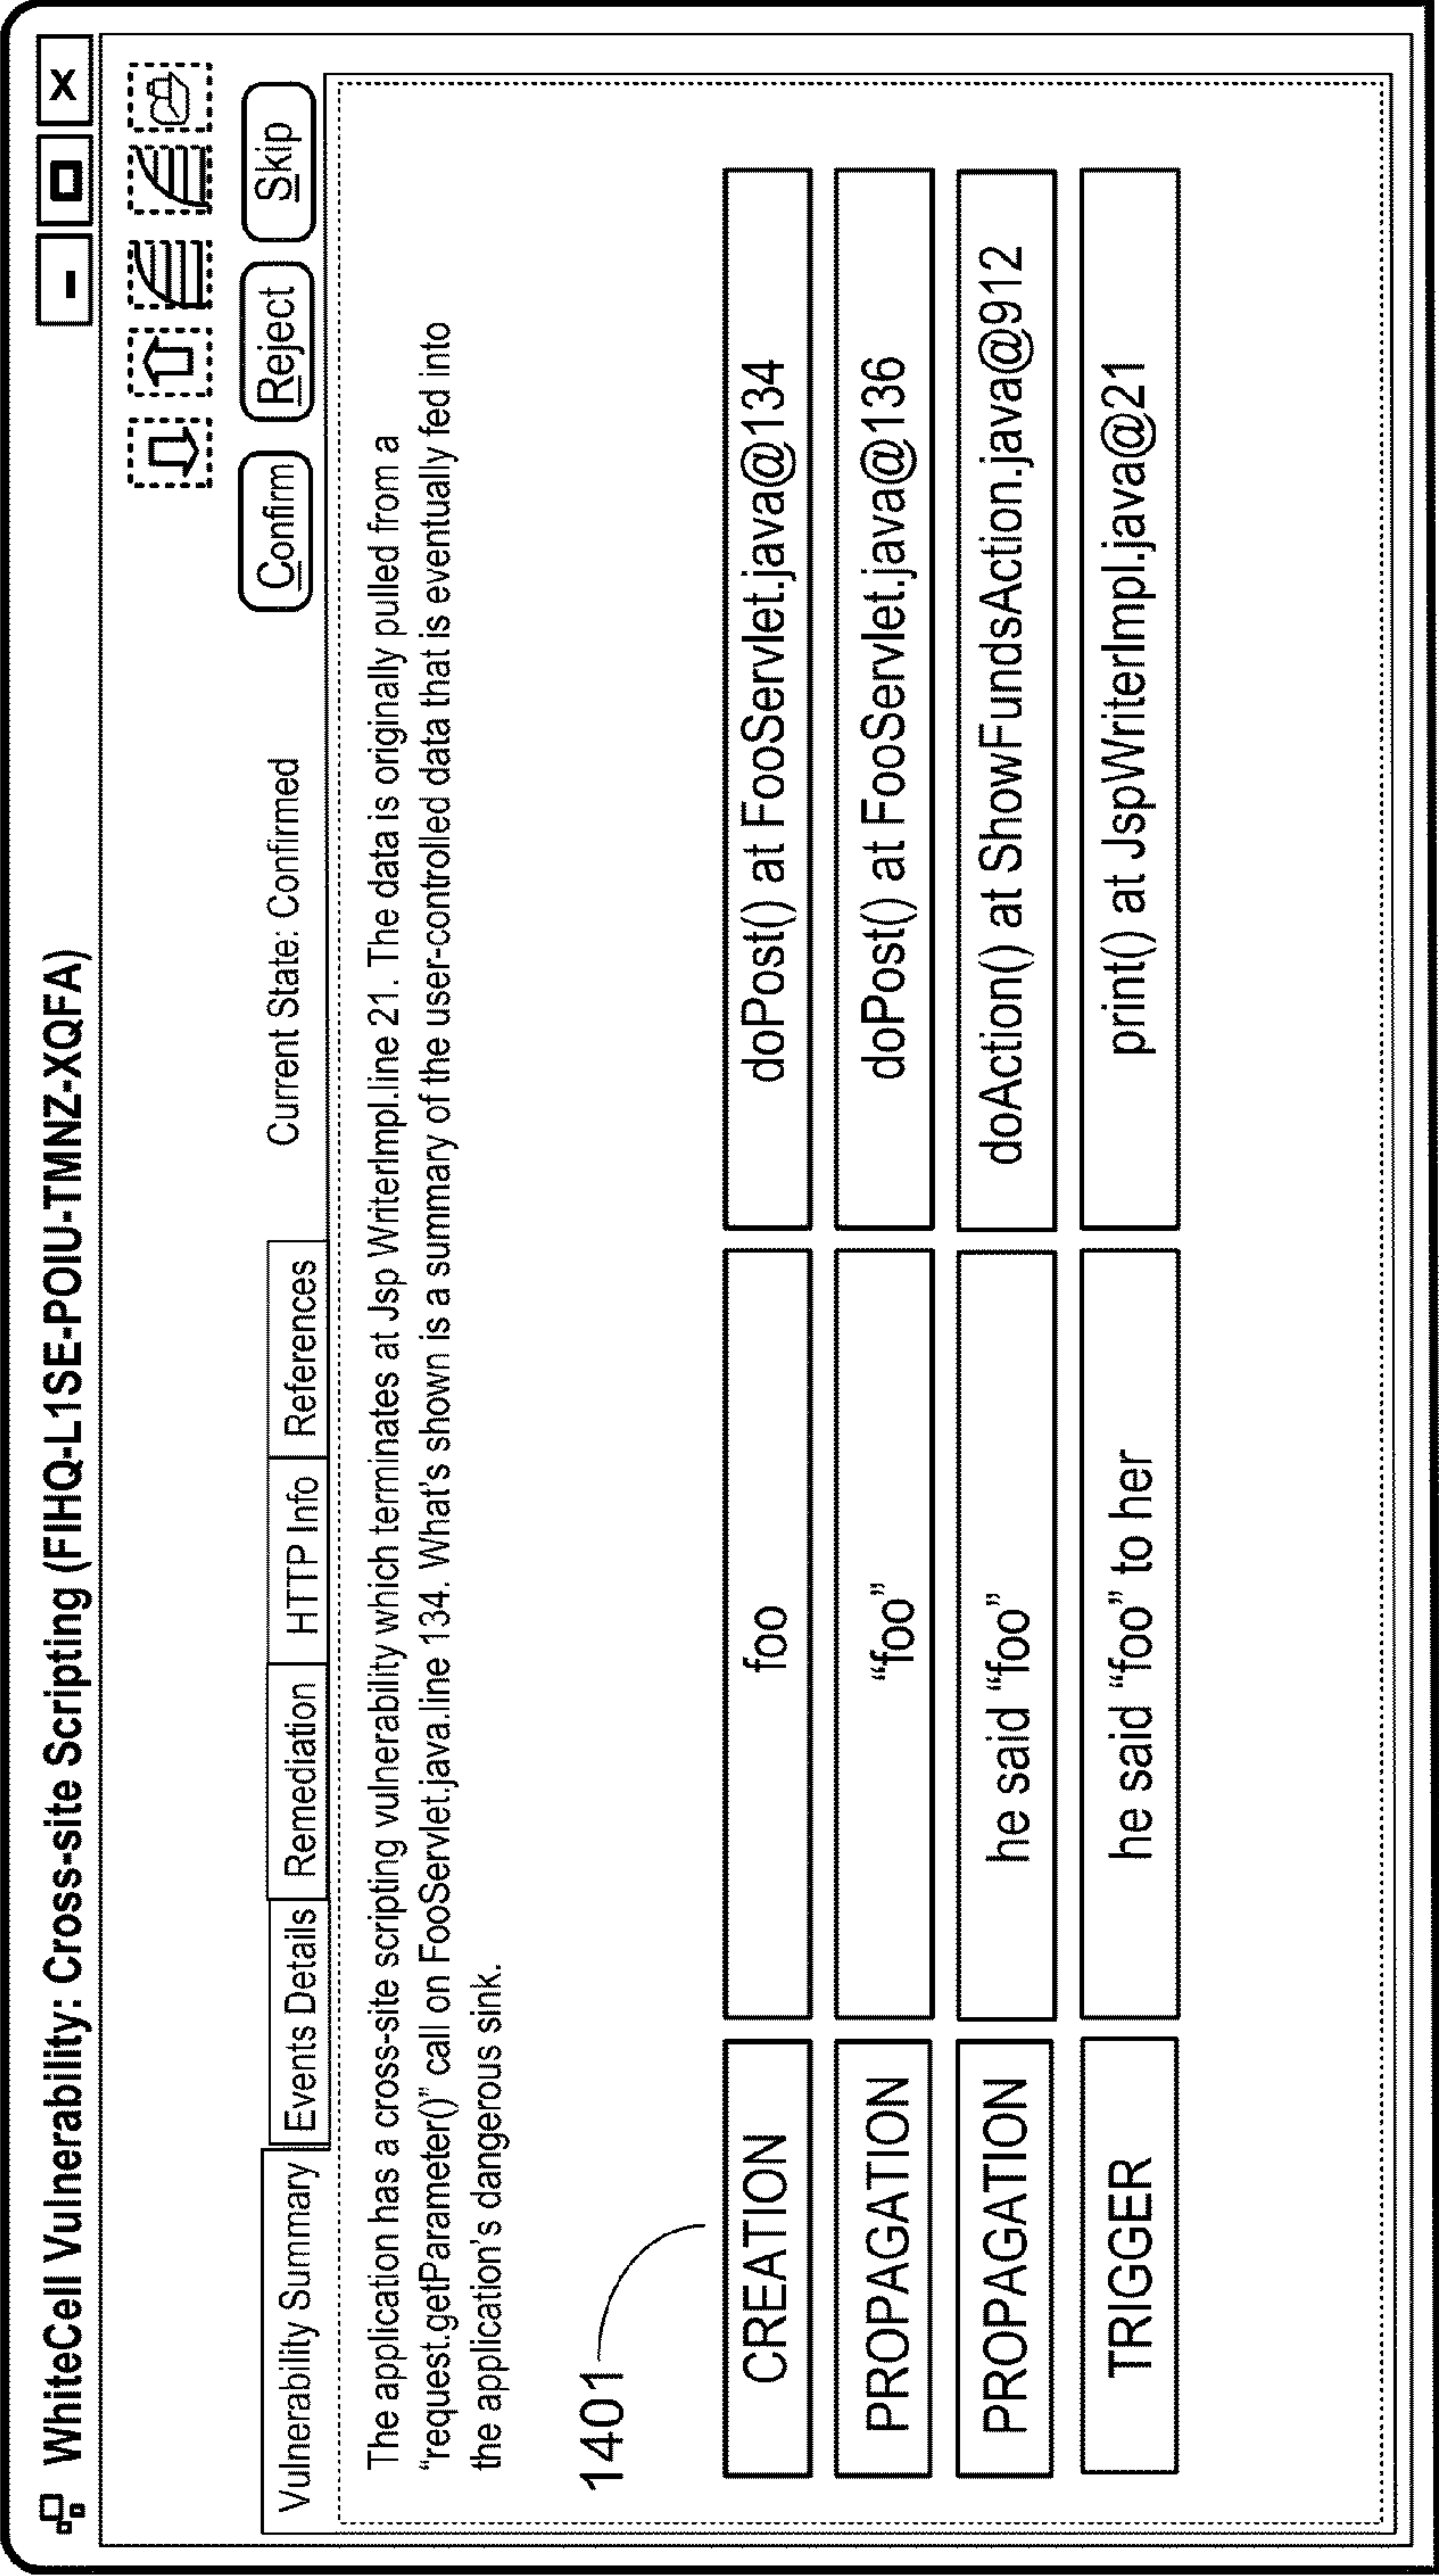 WhiteCell Vulnerability: Cross-site Scripting (FIHQ-L1SE-POIU-TMNZ-XQFA)
- X
Vulnerability Summary Events Details Remediation HTTP Info References Current State: Confirmed Confirm Reject Skip
The application has a cross-site scripting vulnerability which terminates at Jsp WriterImpl.line 21. The data is originally pulled from a
“request.getParameter()” call on FooServlet.java.line 134. What's shown is a summary of the user-controlled data that is eventually fed into
the application's dangerous sink.
1401
CREATION foo doPost() at FooServlet.java@134
PROPAGATION “foo” doPost() at FooServlet.java@136
PROPAGATION he said “foo” doAction() at ShowFundsAction.java@912
TRIGGER he said “foo” to her print() at JspWriterImpl.java@21